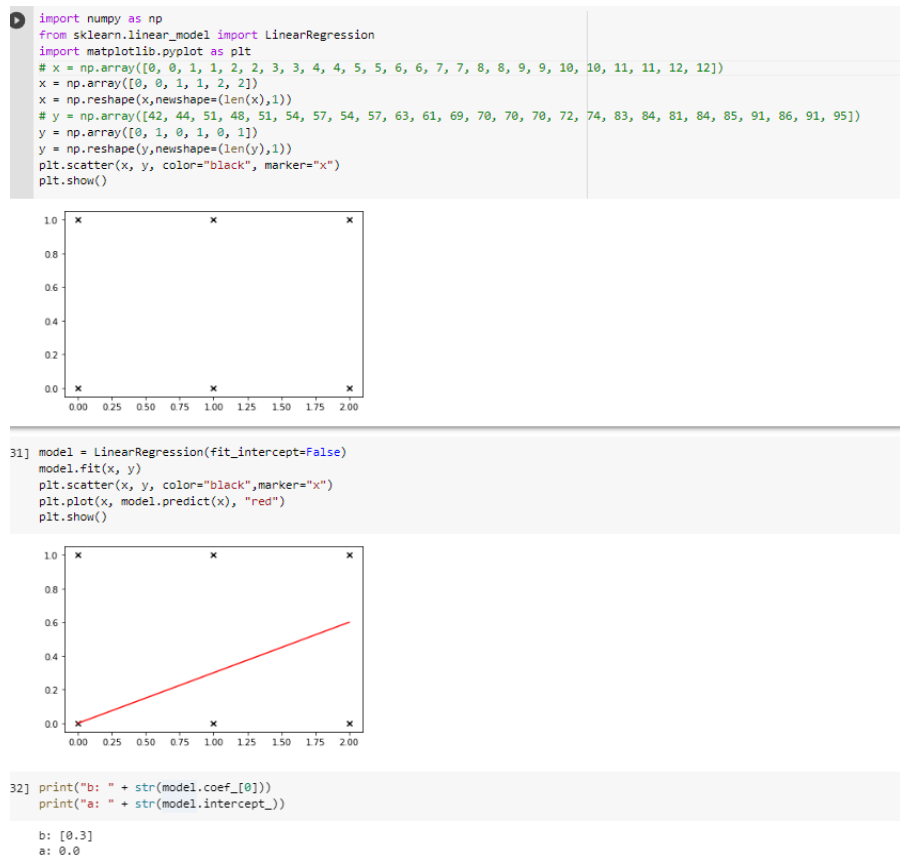 import numpy as np
from sklearn.linear_model import LinearRegression
import matplotlib.pyplot as plt
# x = np.array([0, 0, 1, 1, 2, 2, 3, 3, 4, 4, 5, 5, 6, 6, 7, 7, 8, 8, 9, 9, 10, 10, 11, 11, 12, 12])
x = np.array([0, 0, 1, 1, 2, 2])
x = np.reshape(x,newshape=(len(x),1))
# y = np.array([42, 44, 51, 48, 51, 54, 57, 54, 57, 63, 61, 69, 70, 70, 70, 72, 74, 83, 84, 81, 84, 85, 91, 86, 91, 95])
y = np.array([0, 1, 0, 1, 0, 1])
y = np.reshape(y,newshape=(len(y),1))
plt.scatter(x, y, color="black", marker="x")
plt.show()
1.0
0.8
0.6
0.4
0.2
0.0
0.00 0.25 0.50 0.75 1.00 1.25 1.50 1.75 2.00
31] model = LinearRegression(fit_intercept=False)
model.fit(x, y)
plt.scatter(x, y, color="black",marker="x")
plt.plot(x, model.predict(x), "red")
plt.show()
1.0
0.8
0.6
0.4
0.2
0.0
0.00 0.25 0.50 0.75 1.00 1.25 1.50 1.75 2.00
32] print("b: " + str(model.coef_[0]))
print("a: " + str(model.intercept_))
b: [0.3]
a: 0.0